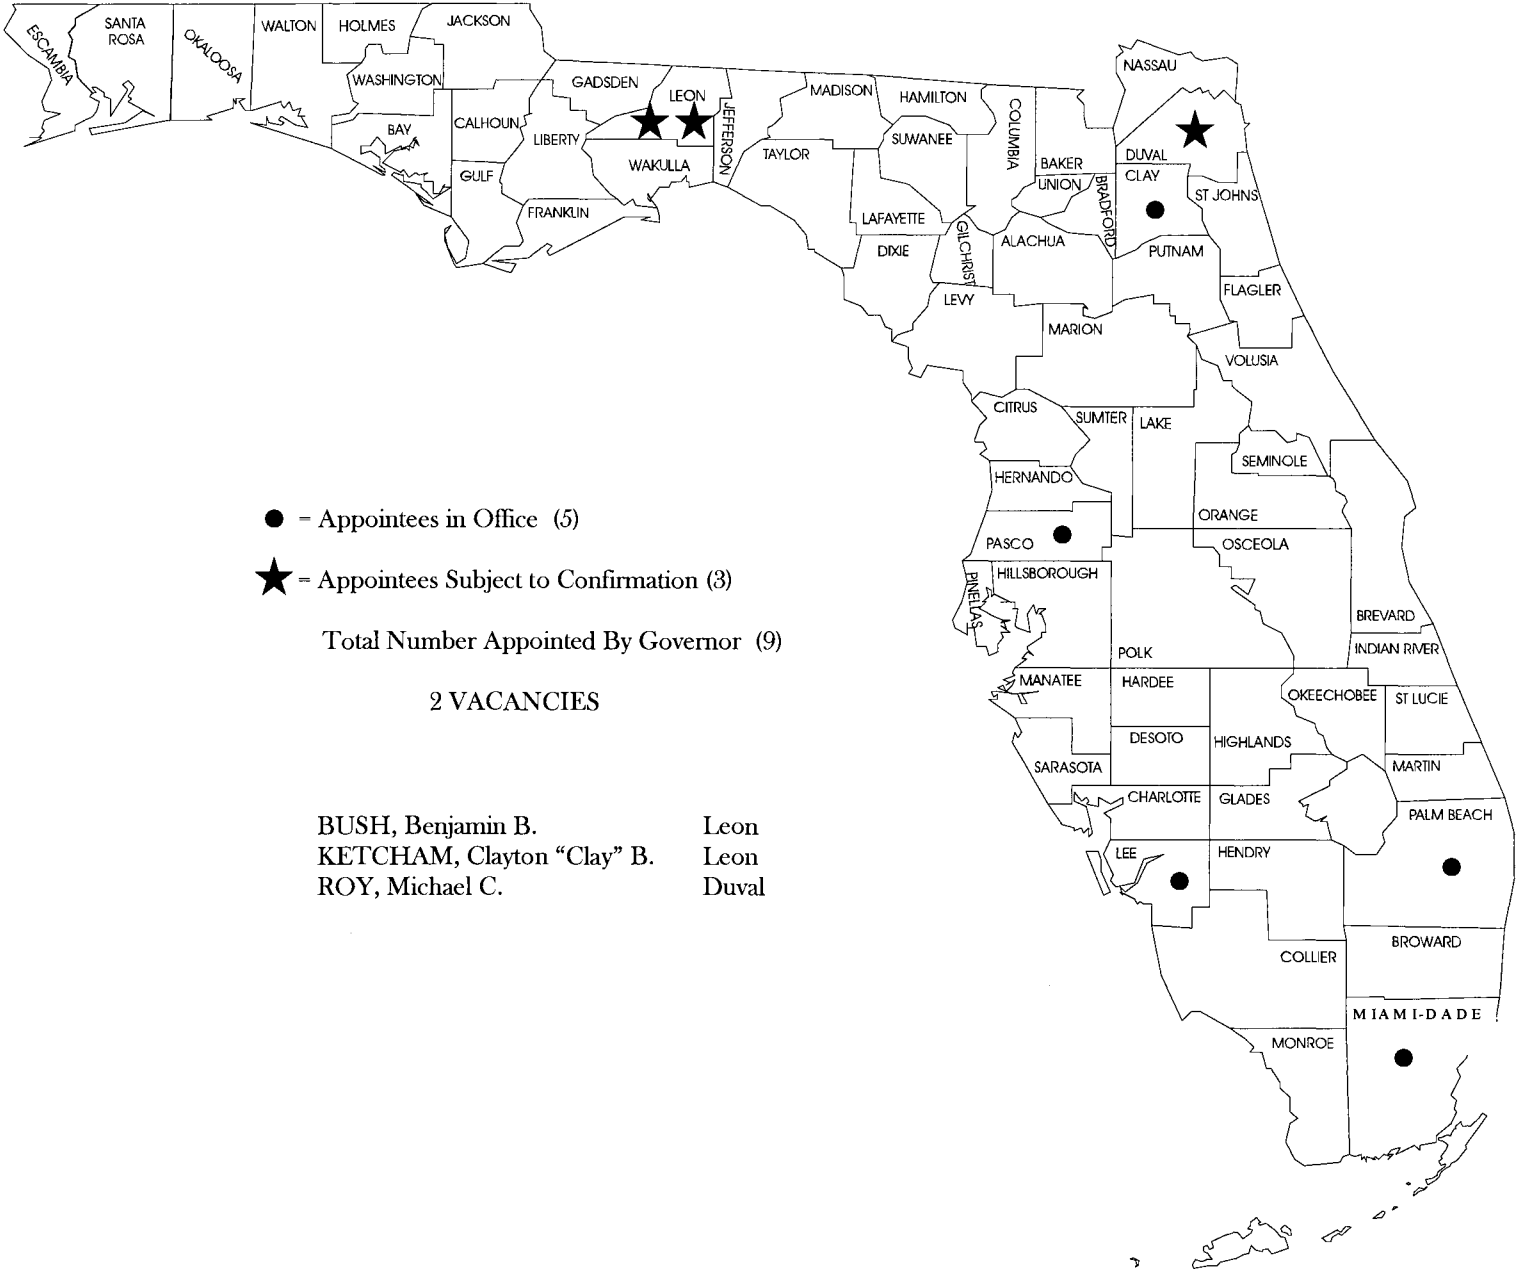 ESCAMBIA
SANTA
ROSA
OKALOOSA
WALTON
HOLMES
JACKSON
WASHINGTON
BAY
CALHOUN
GULF
GADSDEN
LIBERTY
FRANKLIN
LEON
WAKULLA
JEFFERSON
MADISON
TAYLOR
HAMILTON
SUWANEE
LAFAYETTE
DIXIE
COLUMBIA
GILCHRIST
BAKER
UNION
BRADFORD
NASSAU
DUVAL
CLAY
ST JOHNS
ALACHUA
PUTNAM
LEVY
FLAGLER
MARION
VOLUSIA
CITRUS
SUMTER
LAKE
SEMINOLE
HERNANDO
ORANGE
PASCO
OSCEOLA
HILLSBOROUGH
PINELLAS
BREVARD
POLK
INDIAN RIVER
MANATEE
HARDEE
OKEECHOBEE
ST LUCIE
DESOTO
HIGHLANDS
SARASOTA
MARTIN
CHARLOTTE
GLADES
PALM BEACH
LEE
HENDRY
BROWARD
COLLIER
MIAMI-DADE
MONROE
= Appointees in Office (5)
= Appointees Subject to Confirmation (3)
Total Number Appointed By Governor (9)
2 VACANCIES
BUSH, Benjamin B. Leon
KETCHAM, Clayton “Clay” B. Leon
ROY, Michael C. Duval